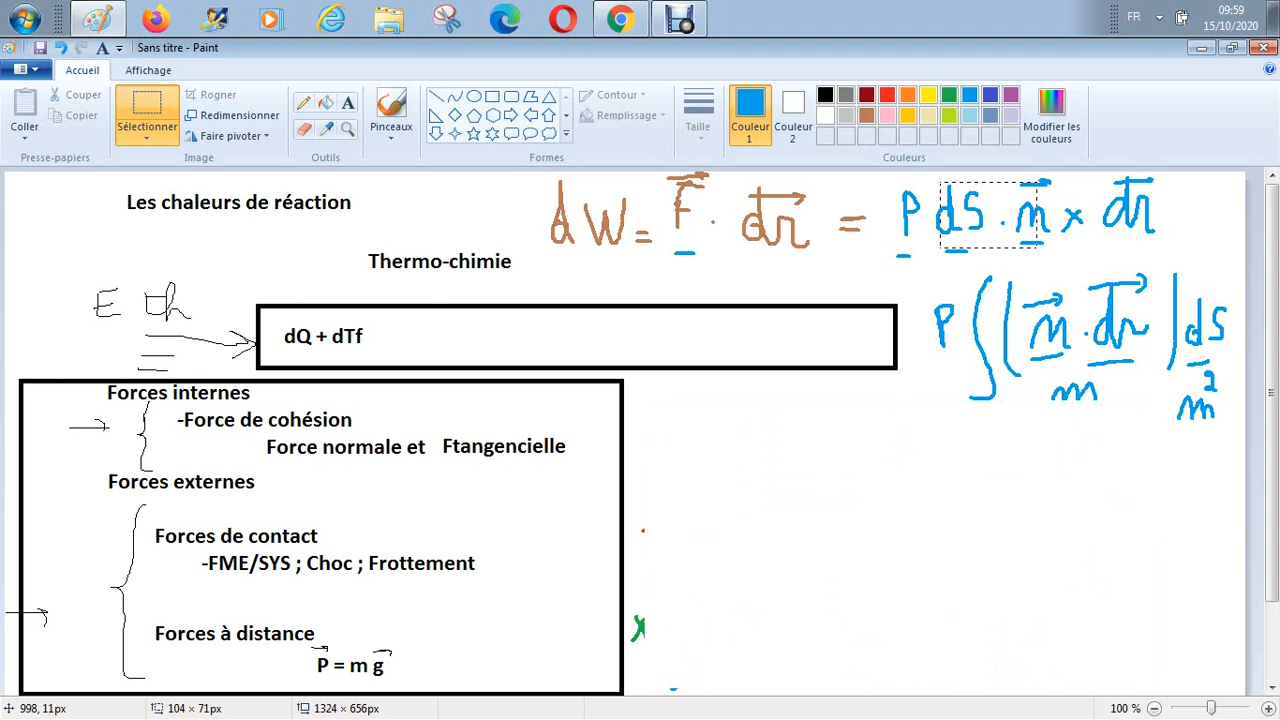 FR
09:59
15/10/2020
Sans titre - Paint
Accueil Affichage
Coller
Couper
Copier
Presse-papiers
Sélectionner
Rogner
Redimensionner
Faire pivoter
Image
Outils
Pinceaux
Contour
Remplissage
Formes
Taille
Couleur 1
Couleur 2
Modifier les couleurs
Couleurs
Les chaleurs de réaction
dW = F · dr = P dS · n × dr
Thermo-chimie
E th
dQ + dTf
P ∫ ( n · dr ) dS
m m²
Forces internes
-Force de cohésion
Force normale et Ftangencielle
Forces externes
Forces de contact
-FME/SYS ; Choc ; Frottement
Forces à distance
P = m g
998, 11px
104 × 71px
1324 × 656px
100 %